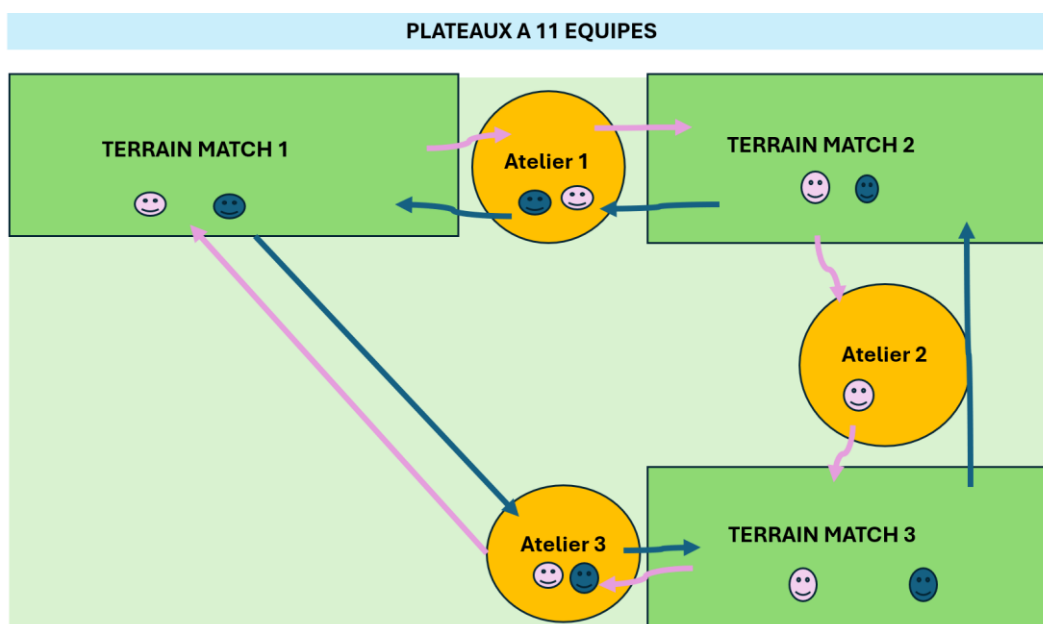 PLATEAUX A 11 EQUIPES
TERRAIN MATCH 1
Atelier 1
TERRAIN MATCH 2
Atelier 2
Atelier 3
TERRAIN MATCH 3